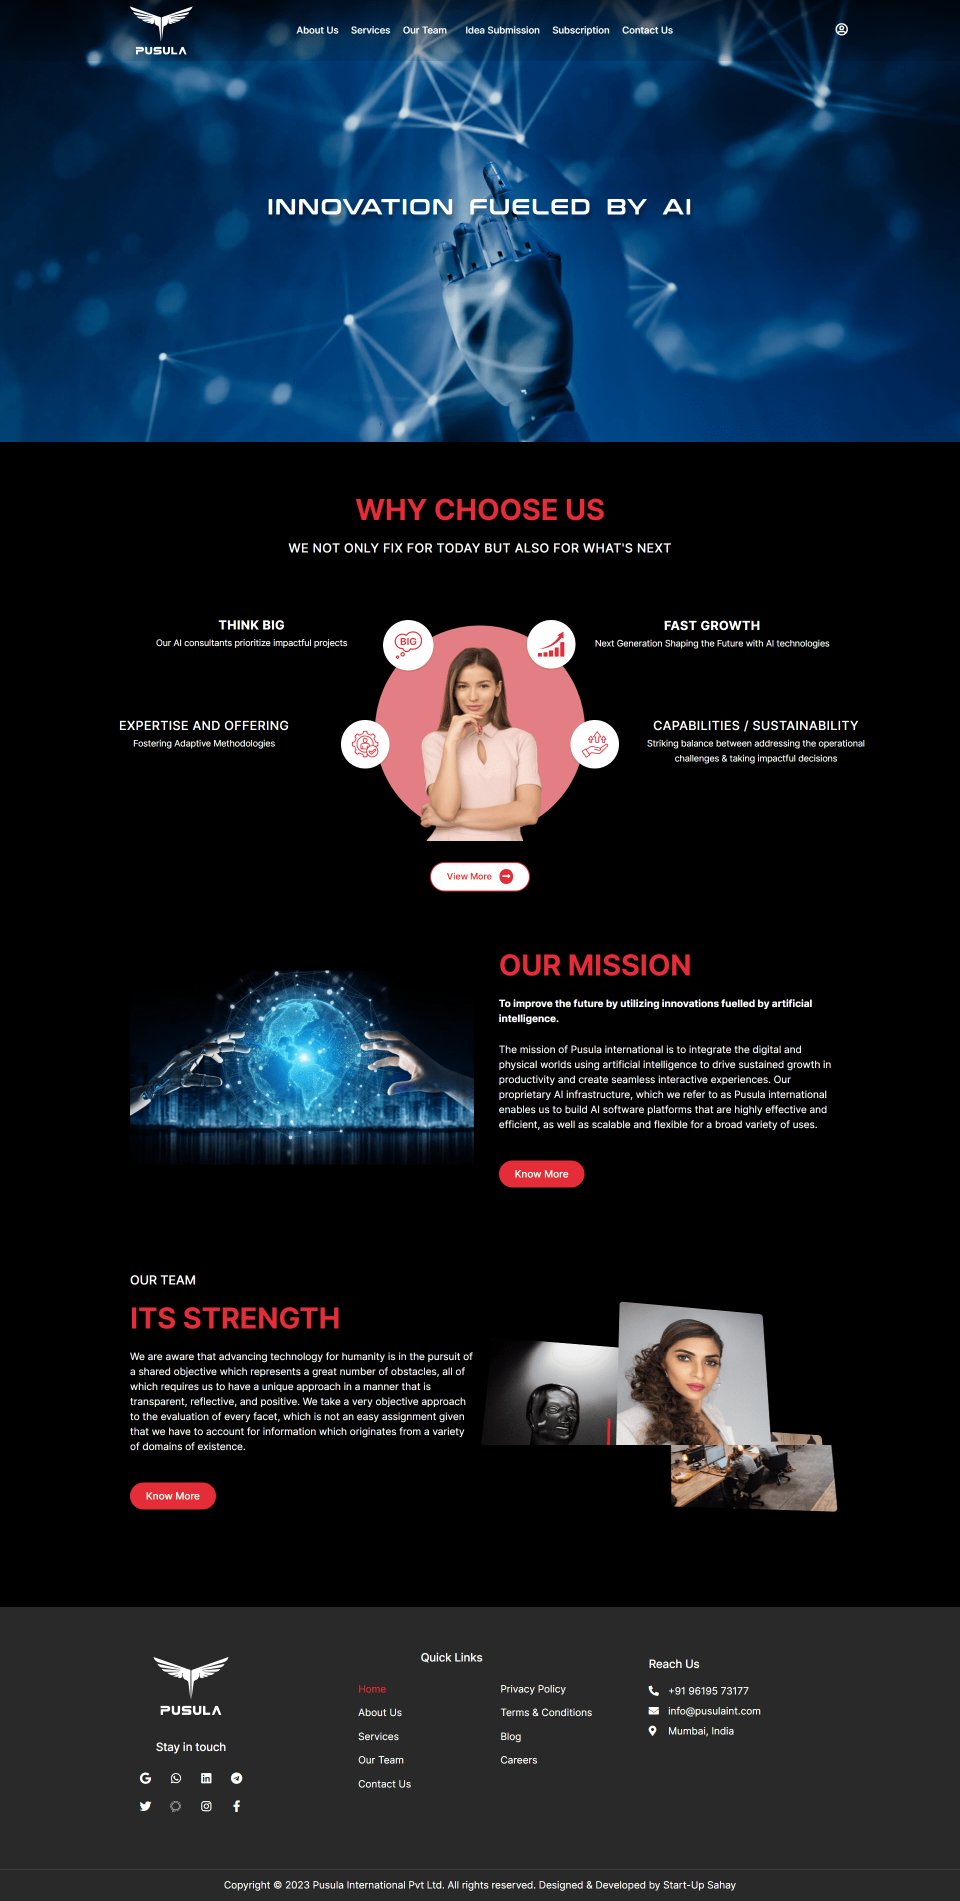 PUSULA
About Us Services Our Team Idea Submission Subscription Contact Us
INNOVATION FUELED BY AI
WHY CHOOSE US
WE NOT ONLY FIX FOR TODAY BUT ALSO FOR WHAT'S NEXT
THINK BIG
Our AI consultants prioritize impactful projects
BIG
FAST GROWTH
Next Generation Shaping the Future with AI technologies
EXPERTISE AND OFFERING
Fostering Adaptive Methodologies
CAPABILITIES / SUSTAINABILITY
Striking balance between addressing the operational
challenges & taking impactful decisions
View More
OUR MISSION
To improve the future by utilizing innovations fuelled by artificial
intelligence.
The mission of Pusula international is to integrate the digital and
physical worlds using artificial intelligence to drive sustained growth in
productivity and create seamless interactive experiences. Our
proprietary AI infrastructure, which we refer to as Pusula international
enables us to build AI software platforms that are highly effective and
efficient, as well as scalable and flexible for a broad variety of uses.
Know More
OUR TEAM
ITS STRENGTH
We are aware that advancing technology for humanity is in the pursuit of
a shared objective which represents a great number of obstacles, all of
which requires us to have a unique approach in a manner that is
transparent, reflective, and positive. We take a very objective approach
to the evaluation of every facet, which is not an easy assignment given
that we have to account for information which originates from a variety
of domains of existence.
Know More
PUSULA
Stay in touch
Quick Links
Home
About Us
Services
Our Team
Contact Us
Privacy Policy
Terms & Conditions
Blog
Careers
Reach Us
+91 96195 73177
info@pusulaint.com
Mumbai, India
Copyright © 2023 Pusula International Pvt Ltd. All rights reserved. Designed & Developed by Start-Up Sahay